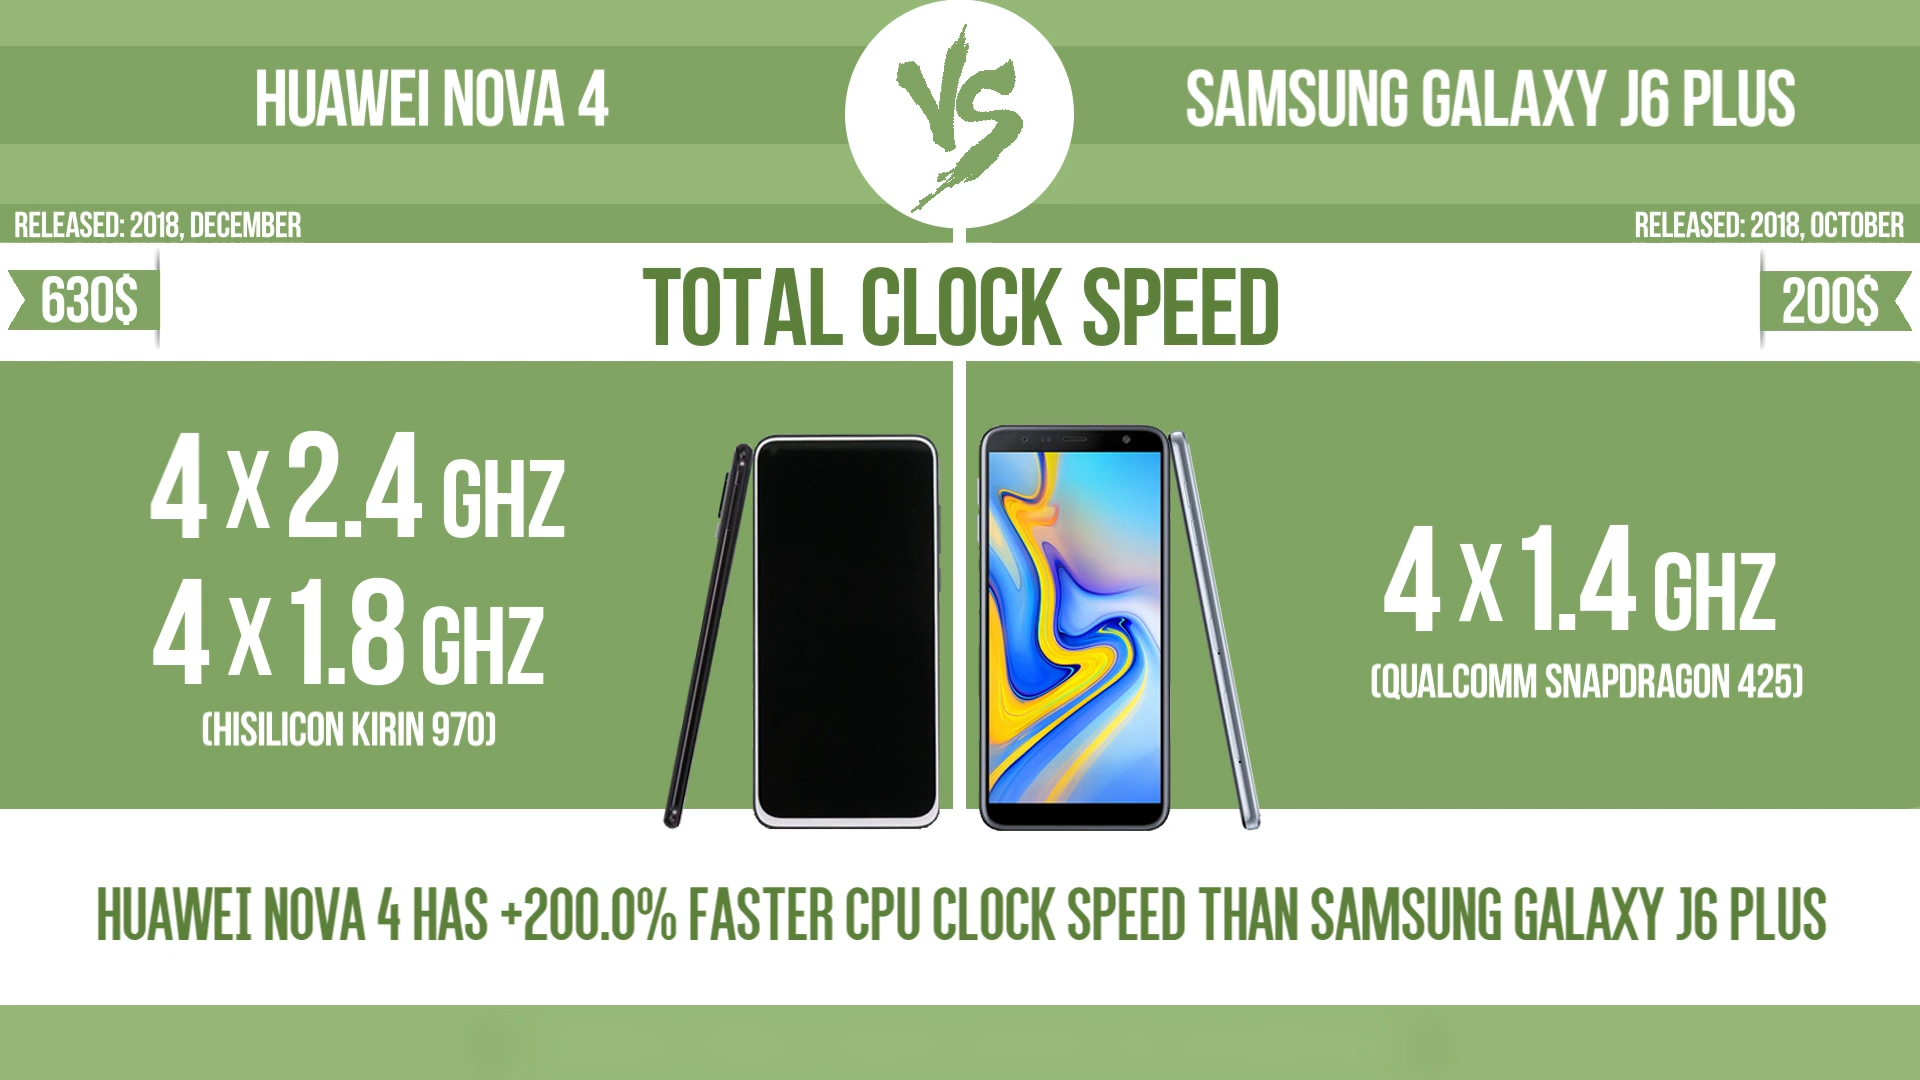 HUAWEI NOVA 4
VS
SAMSUNG GALAXY J6 PLUS
RELEASED: 2018, DECEMBER
RELEASED: 2018, OCTOBER
630$
TOTAL CLOCK SPEED
200$
4 X 2.4 GHZ
4 X 1.8 GHZ
(HISILICON KIRIN 970)
4 X 1.4 GHZ
(QUALCOMM SNAPDRAGON 425)
HUAWEI NOVA 4 HAS +200.0% FASTER CPU CLOCK SPEED THAN SAMSUNG GALAXY J6 PLUS